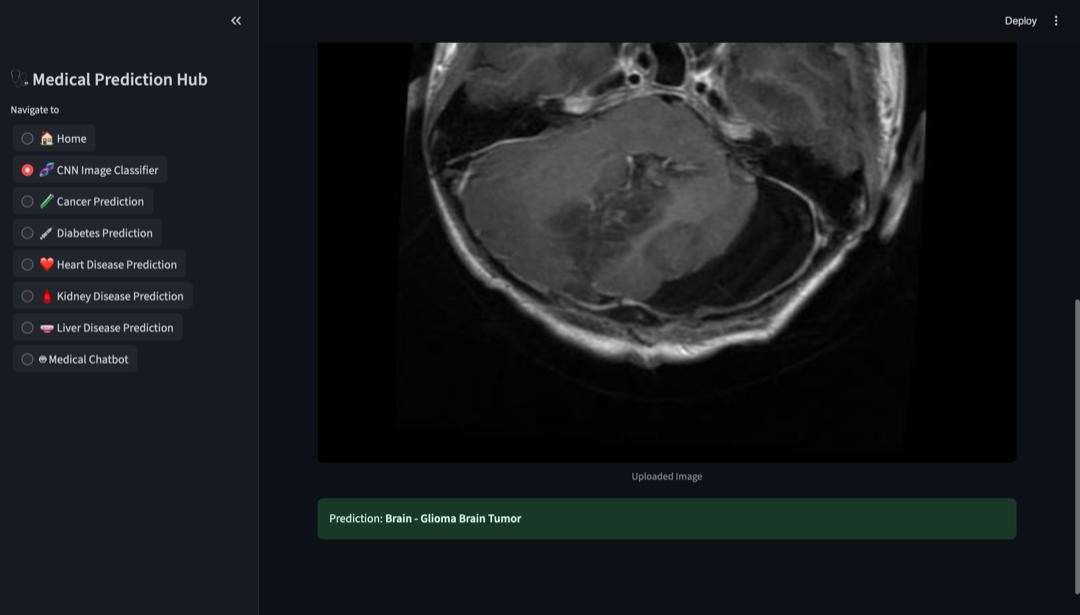 Deploy
🩺 Medical Prediction Hub
Navigate to
🏠 Home
🧬 CNN Image Classifier
🧪 Cancer Prediction
💉 Diabetes Prediction
❤️ Heart Disease Prediction
🩸 Kidney Disease Prediction
Liver Disease Prediction
Medical Chatbot
Uploaded Image
Prediction: Brain - Glioma Brain Tumor